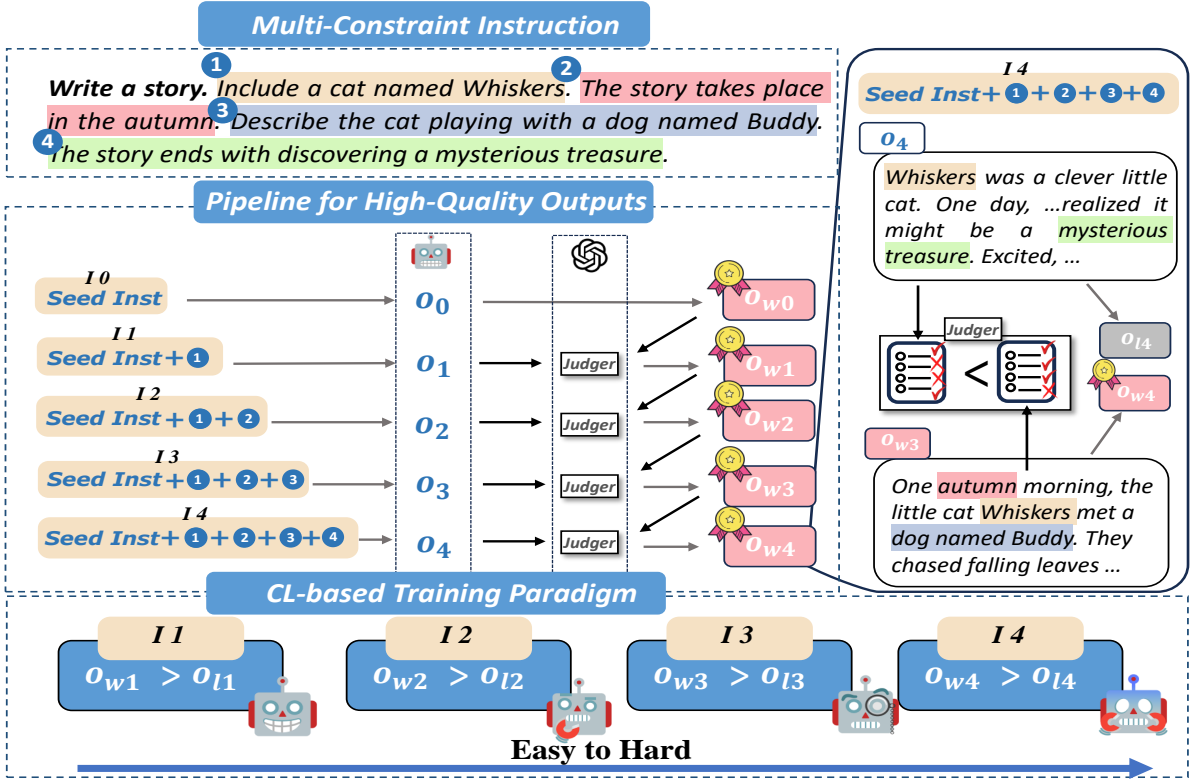 Multi-Constraint Instruction
1 2
Write a story. Include a cat named Whiskers. The story takes place
3
in the autumn. Describe the cat playing with a dog named Buddy.
4
The story ends with discovering a mysterious treasure.
Pipeline for High-Quality Outputs
I 0
Seed Inst
o0
ow0
I 1
Seed Inst + 1
o1
Judger
ow1
I 2
Seed Inst + 1 + 2
o2
Judger
ow2
I 3
Seed Inst + 1 + 2 + 3
o3
Judger
ow3
I 4
Seed Inst + 1 + 2 + 3 + 4
o4
Judger
ow4
I 4
Seed Inst + 1 + 2 + 3 + 4
o4
Whiskers was a clever little
cat. One day, ...realized it
might be a mysterious
treasure. Excited, ...
Judger
<
ol4
ow4
ow3
One autumn morning, the
little cat Whiskers met a
dog named Buddy. They
chased falling leaves ...
CL-based Training Paradigm
I 1
ow1 > ol1
I 2
ow2 > ol2
I 3
ow3 > ol3
I 4
ow4 > ol4
Easy to Hard